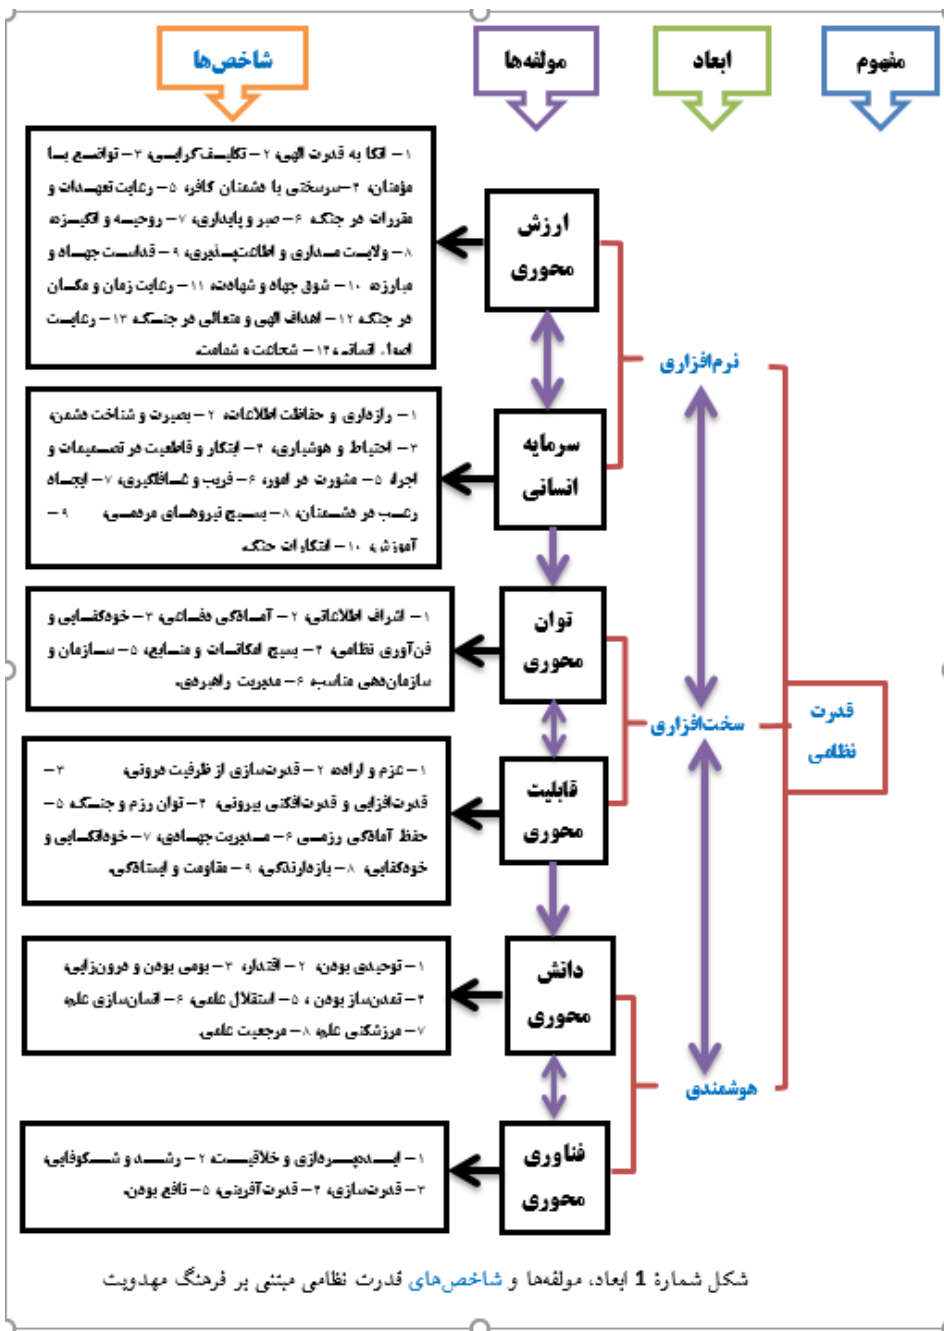 مفهوم
ابعاد
مولفه‌ها
شاخص‌ها
قدرت
نظامی
نرم‌افزاری
سخت‌افزاری
هوشمندی
ارزش
محوری
۱– اتکا به قدرت الهی، ۲– تکلیف‌گرایی، ۳– تواضع با
مؤمنان، ۴–سرسختی با دشمنان کافر، ۵– رعایت تعهدات و
مقررات در جنگ، ۶– صبر و پایداری، ۷– روحیه و انگیزه،
۸– ولایت مداری و اطاعت‌پذیری، ۹– قداست جهاد و
مبارزه، ۱۰– شوق جهاد و شهادت، ۱۱– رعایت زمان و مکان
در جنگ، ۱۲– اهداف الهی و متعالی در جنگ، ۱۳– رعایت
اصول انسانی، ۱۴– شجاعت و شهامت.
سرمایه
انسانی
۱– رازداری و حفاظت اطلاعات، ۲– بصیرت و شناخت دشمن،
۳– احتیاط و هوشیاری، ۴– ابتکار و قاطعیت در تصمیمات و
اجرا، ۵– مشورت در امور، ۶– فریب و غافلگیری، ۷– ایجاد
رعب در دشمنان، ۸– بسیج نیروهای مردمی، ۹–
آموزش، ۱۰– ابتکارات جنگ.
توان
محوری
۱– اشراف اطلاعاتی، ۲– آمادگی دفاعی، ۳– خودکفایی و
فن‌آوری نظامی، ۴– بسیج امکانات و منابع، ۵– سازمان و
سازمان‌دهی مناسب، ۶– مدیریت راهبردی.
قابلیت
محوری
۱– عزم و اراده، ۲– قدرت‌سازی از ظرفیت درونی، ۳–
قدرت‌افزایی و قدرت‌افکنی بیرونی، ۴– توان رزم و جنگ، ۵–
حفظ آمادگی رزمی ۶– مدیریت جهادی، ۷– خوداتکایی و
خودکفایی، ۸– بازدارندگی، ۹– مقاومت و ایستادگی.
دانش
محوری
۱– توحیدی بودن، ۲– اقتدار، ۳– بومی بودن و درون‌زایی،
۴– تمدن‌ساز بودن ، ۵– استقلال علمی، ۶– انسان‌سازی علم،
۷– مرزشکنی علم، ۸– مرجعیت علمی.
فناوری
محوری
۱– ایده‌پردازی و خلاقیت، ۲– رشد و شکوفایی،
۳– قدرت‌سازی، ۴– قدرت‌آفرینی، ۵– نافع بودن.
شکل شمارهٔ 1 ابعاد، مولفه‌ها و شاخص‌های قدرت نظامی مبتنی بر فرهنگ مهدویت